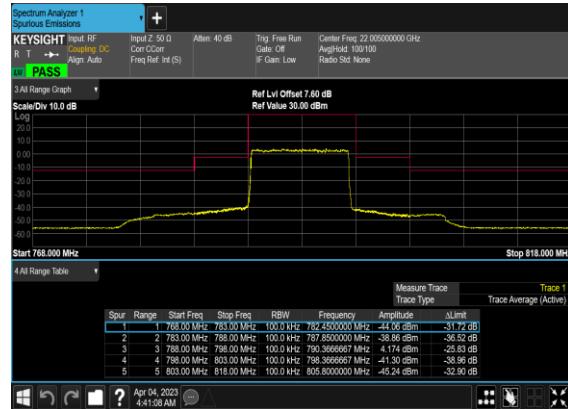 Spectrum Analyzer 1
Spurious Emissions
+
KEYSIGHT Input: RF Input Z: 50 Ω Atten: 40 dB Trig: Free Run Center Freq: 22.005000000 GHz
R T Coupling: DC Corr CCorr Gate: Off Avg|Hold: 100/100
Align: Auto Freq Ref: Int (S) IF Gain: Low Radio Std: None
PASS
3 All Range Graph
Ref Lvl Offset 7.60 dB
Scale/Div 10.0 dB Ref Value 30.00 dBm
Log
20.0
10.0
0.00
-10.0
-20.0
-30.0
-40.0
-50.0
-60.0
Start 768.000 MHz Stop 818.000 MH
4 All Range Table
Measure Trace Trace 1
Trace Type Trace Average (Active)
Spur Range Start Freq Stop Freq RBW Frequency Amplitude ΔLimit
1 1 768.00 MHz 783.00 MHz 100.0 kHz 782.4500000 MHz -44.06 dBm -31.72 dB
2 2 783.00 MHz 788.00 MHz 100.0 kHz 787.8500000 MHz -38.86 dBm -36.52 dB
3 3 788.00 MHz 798.00 MHz 100.0 kHz 790.3666667 MHz 4.174 dBm -25.83 dB
4 4 798.00 MHz 803.00 MHz 100.0 kHz 798.3666667 MHz -41.30 dBm -38.96 dB
5 5 803.00 MHz 818.00 MHz 100.0 kHz 805.8000000 MHz -45.24 dBm -32.90 dB
? Apr 04, 2023
4:41:08 AM